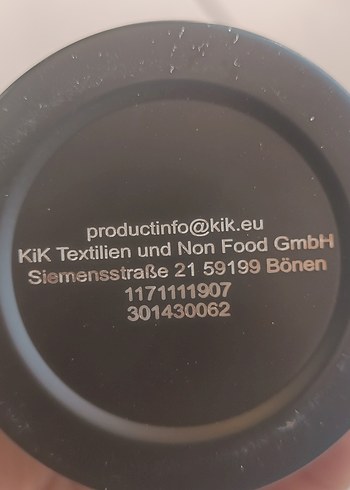 productinfo@kik.eu
KiK Textilien und Non Food GmbH
Siemensstraße 21 59199 Bönen
1171111907
301430062